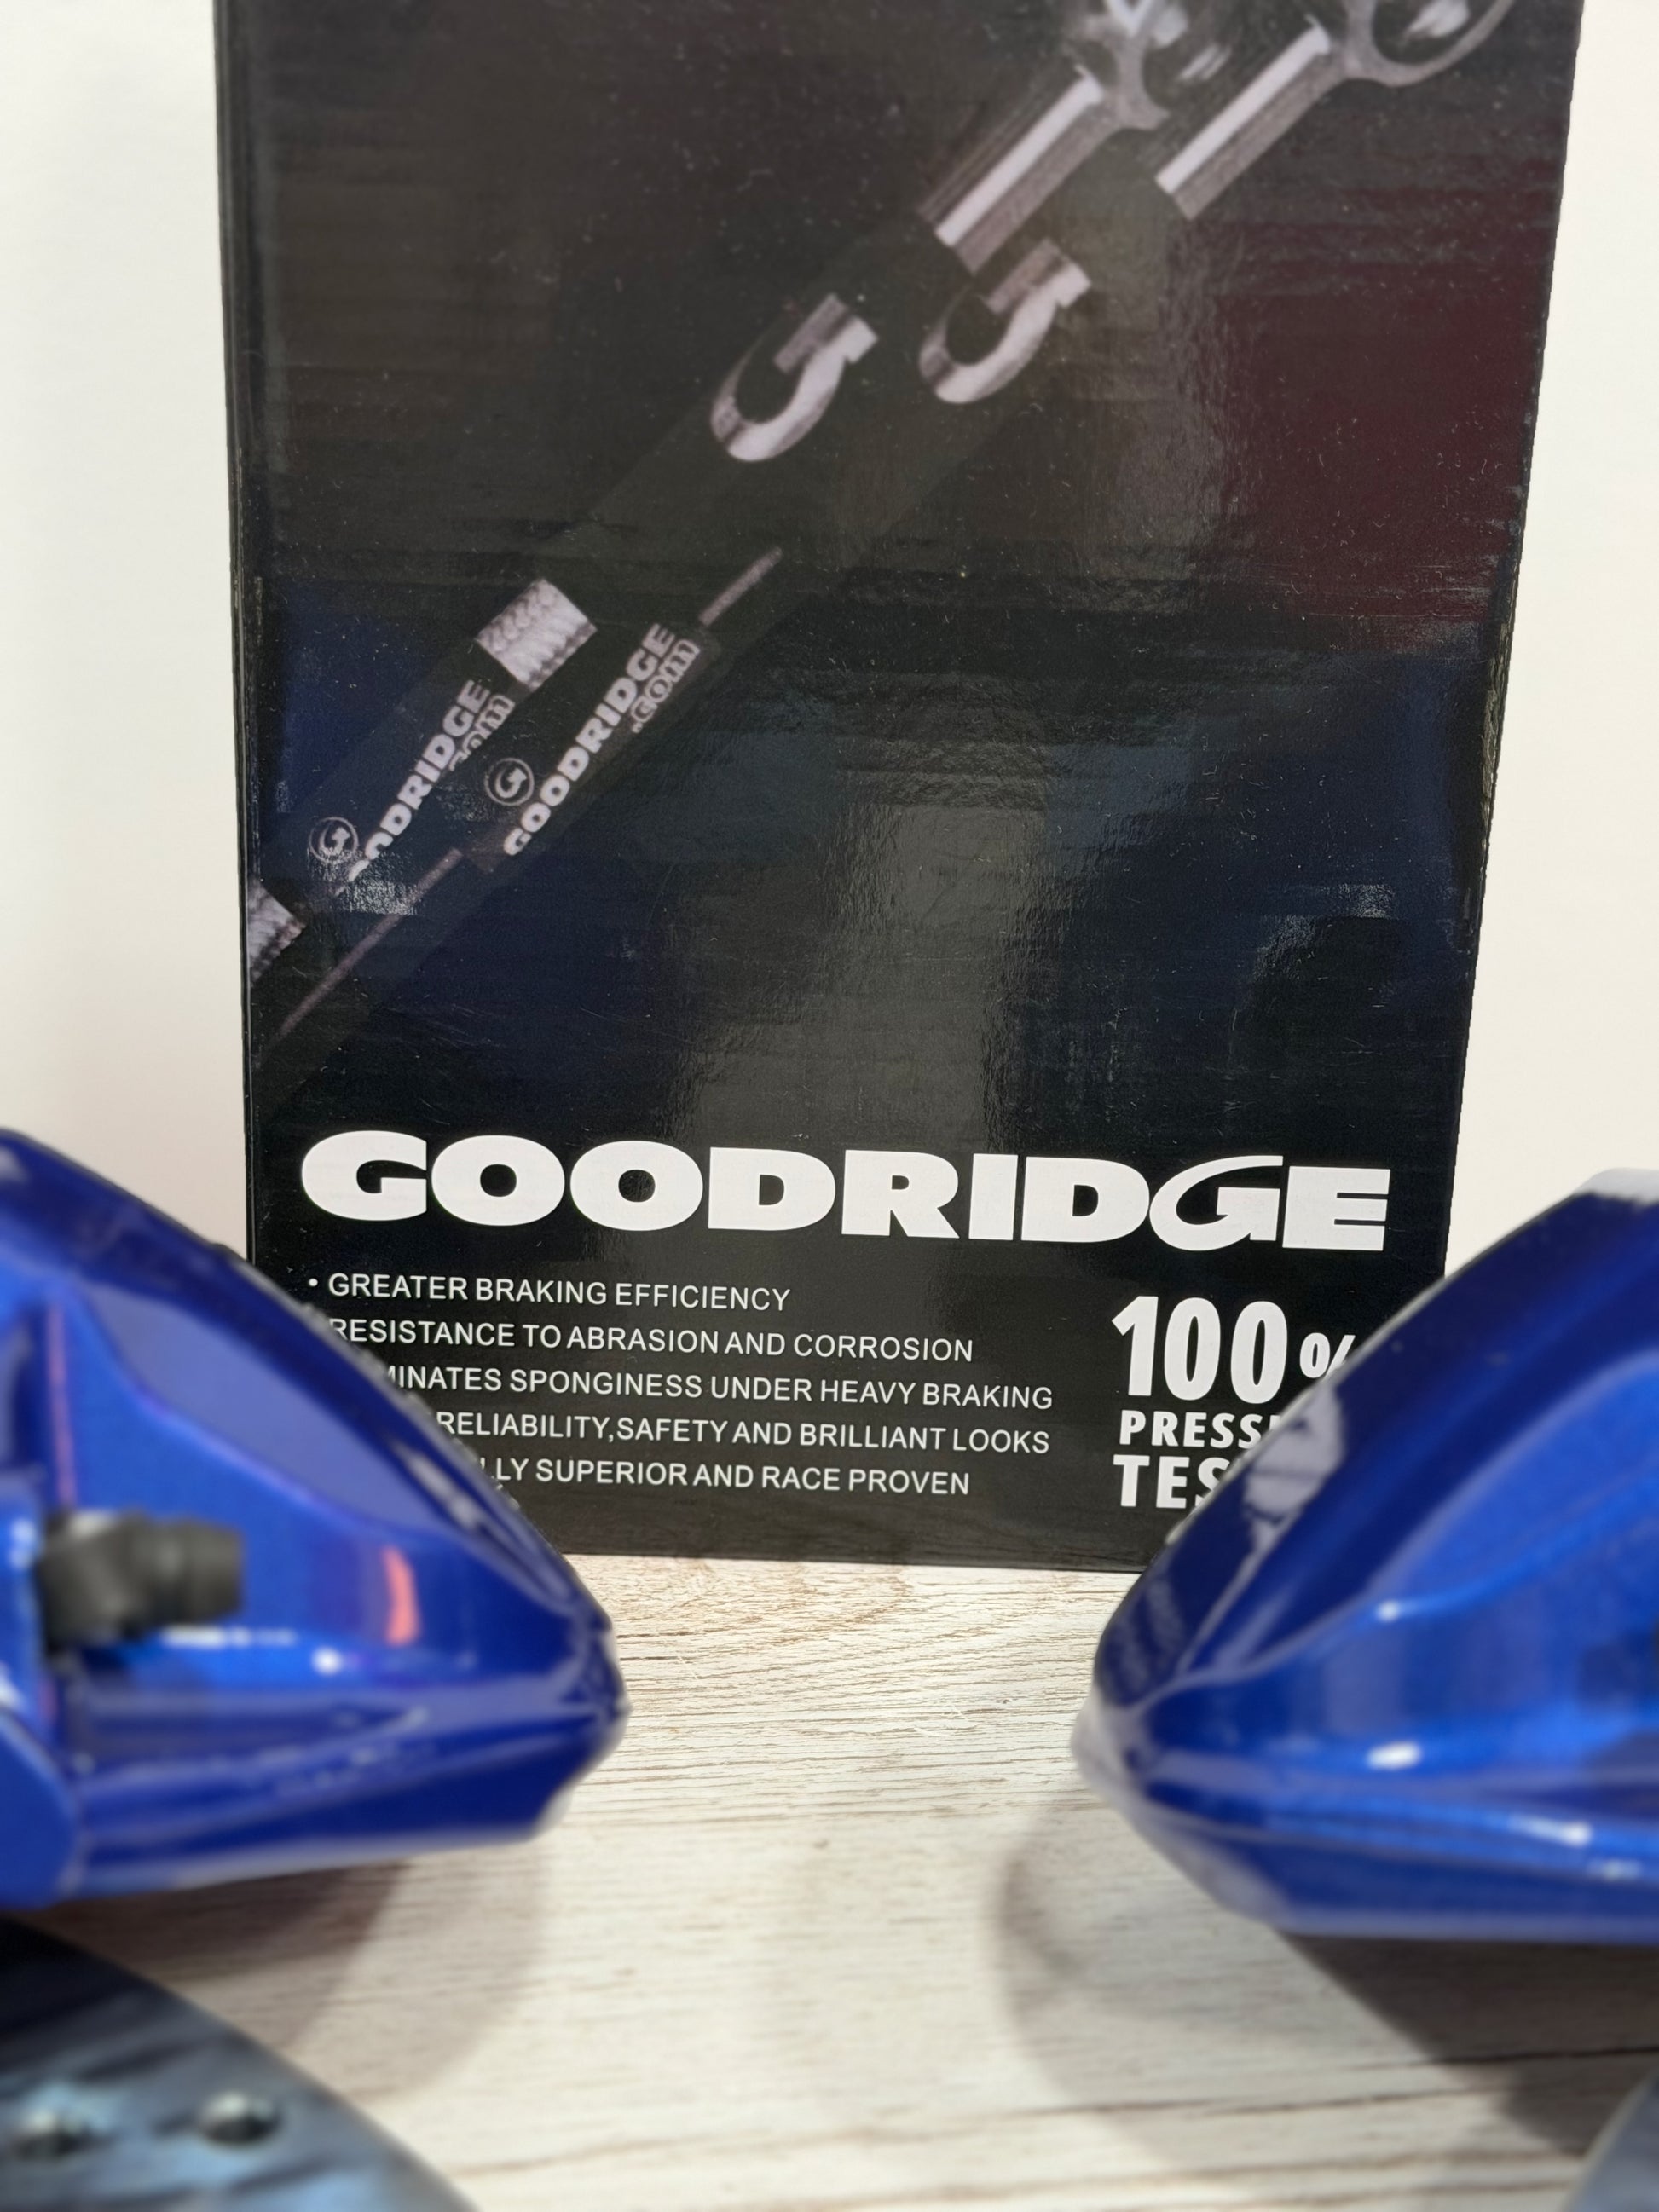 G
GOODRIDGE
.com
G
GOODRIDGE
• GREATER BRAKING EFFICIENCY
RESISTANCE TO ABRASION AND CORROSION
SPONGINESS UNDER HEAVY BRAKING
RELIABILITY,SAFETY AND BRILLIANT LOOKS
SUPERIOR AND RACE PROVEN
100%